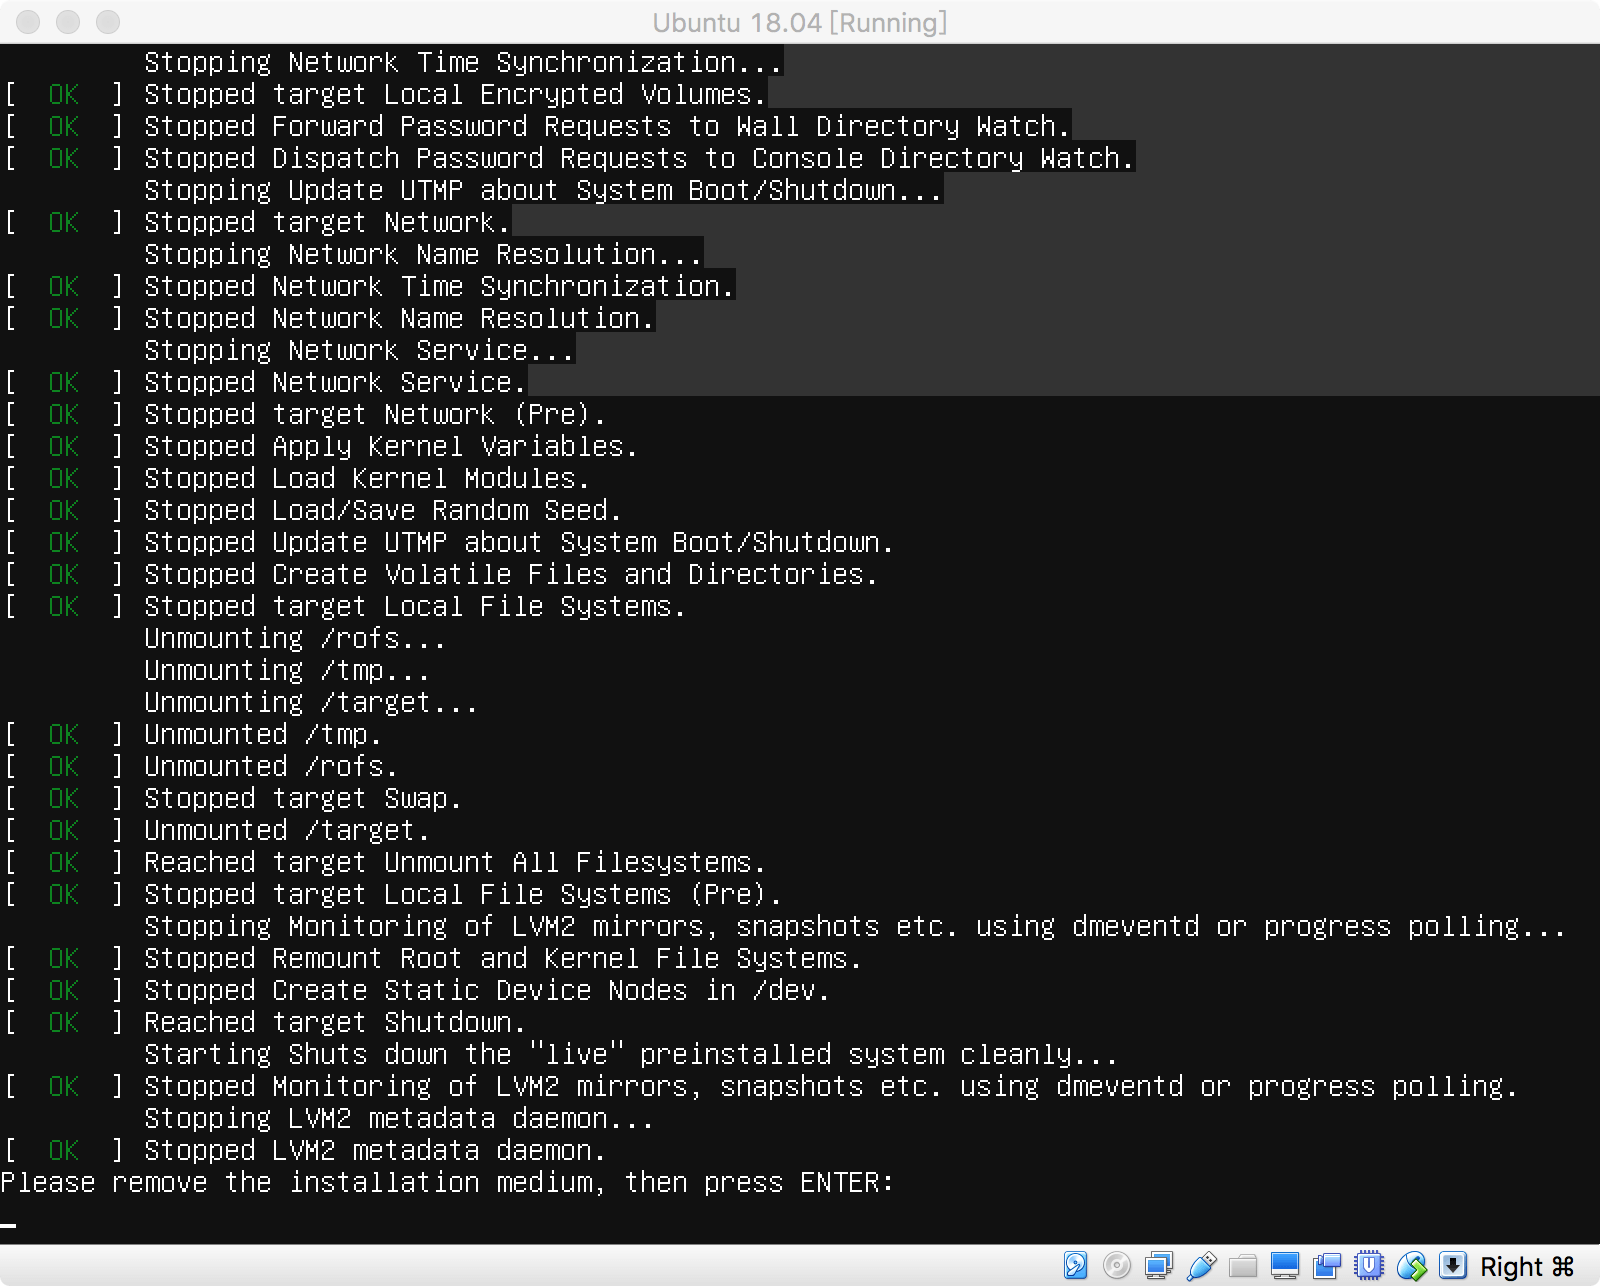 Ubuntu 18.04 [Running]
Stopping Network Time Synchronization...
[  OK  ] Stopped target Local Encrypted Volumes.
[  OK  ] Stopped Forward Password Requests to Wall Directory Watch.
[  OK  ] Stopped Dispatch Password Requests to Console Directory Watch.
Stopping Update UTMP about System Boot/Shutdown...
[  OK  ] Stopped target Network.
Stopping Network Name Resolution...
[  OK  ] Stopped Network Time Synchronization.
[  OK  ] Stopped Network Name Resolution.
Stopping Network Service...
[  OK  ] Stopped Network Service.
[  OK  ] Stopped target Network (Pre).
[  OK  ] Stopped Apply Kernel Variables.
[  OK  ] Stopped Load Kernel Modules.
[  OK  ] Stopped Load/Save Random Seed.
[  OK  ] Stopped Update UTMP about System Boot/Shutdown.
[  OK  ] Stopped Create Volatile Files and Directories.
[  OK  ] Stopped target Local File Systems.
Unmounting /rofs...
Unmounting /tmp...
Unmounting /target...
[  OK  ] Unmounted /tmp.
[  OK  ] Unmounted /rofs.
[  OK  ] Stopped target Swap.
[  OK  ] Unmounted /target.
[  OK  ] Reached target Unmount All Filesystems.
[  OK  ] Stopped target Local File Systems (Pre).
Stopping Monitoring of LVM2 mirrors, snapshots etc. using dmeventd or progress polling...
[  OK  ] Stopped Remount Root and Kernel File Systems.
[  OK  ] Stopped Create Static Device Nodes in /dev.
[  OK  ] Reached target Shutdown.
Starting Shuts down the "live" preinstalled system cleanly...
[  OK  ] Stopped Monitoring of LVM2 mirrors, snapshots etc. using dmeventd or progress polling.
Stopping LVM2 metadata daemon...
[  OK  ] Stopped LVM2 metadata daemon.
Please remove the installation medium, then press ENTER:
Right ⌘